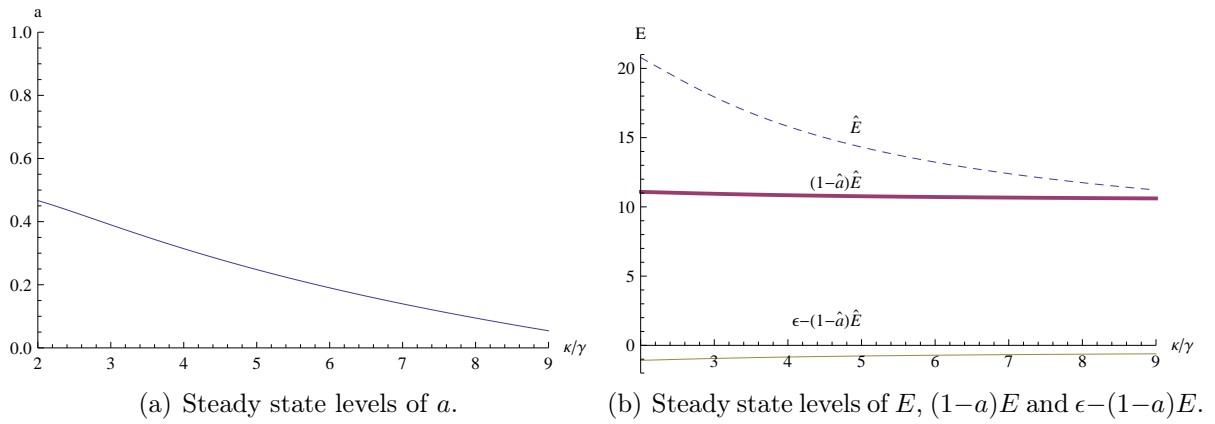 a
1.0
0.8
0.6
0.4
0.2
0.0
2 3 4 5 6 7 8 9 κ/γ
(a) Steady state levels of a.
E
20
15
10
5
0
Ê
(1−â)Ê
ϵ−(1−â)Ê
3 4 5 6 7 8 9 κ/γ
(b) Steady state levels of E, (1−a)E and ϵ−(1−a)E.